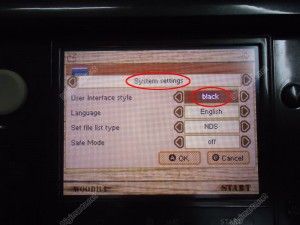 System settings
User interface style black
Language English
Set file list type NDS
Safe Mode off
A OK B Cancel
START